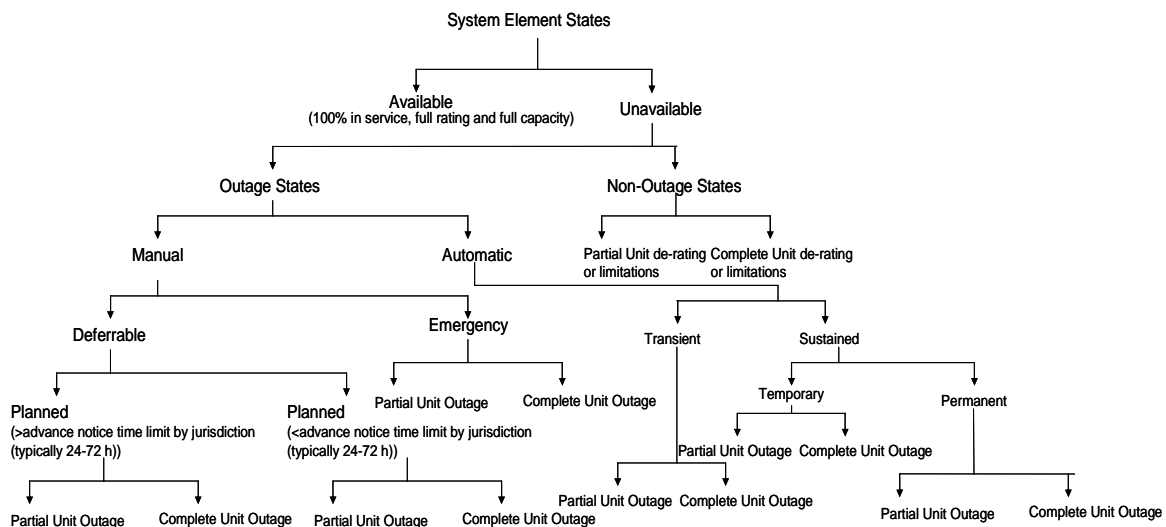 System Element States
Available
(100% in service, full rating and full capacity)
Unavailable
Outage States
Non-Outage States
Manual
Automatic
Partial Unit de-rating
or limitations
Complete Unit de-rating
or limitations
Deferrable
Emergency
Transient
Sustained
Planned
(>advance notice time limit by jurisdiction
(typically 24-72 h))
Planned
(<advance notice time limit by jurisdiction
(typically 24-72 h))
Partial Unit Outage
Complete Unit Outage
Temporary
Permanent
Partial Unit Outage
Complete Unit Outage
Partial Unit Outage
Complete Unit Outage
Partial Unit Outage
Complete Unit Outage
Partial Unit Outage
Complete Unit Outage
Partial Unit Outage
Complete Unit Outage